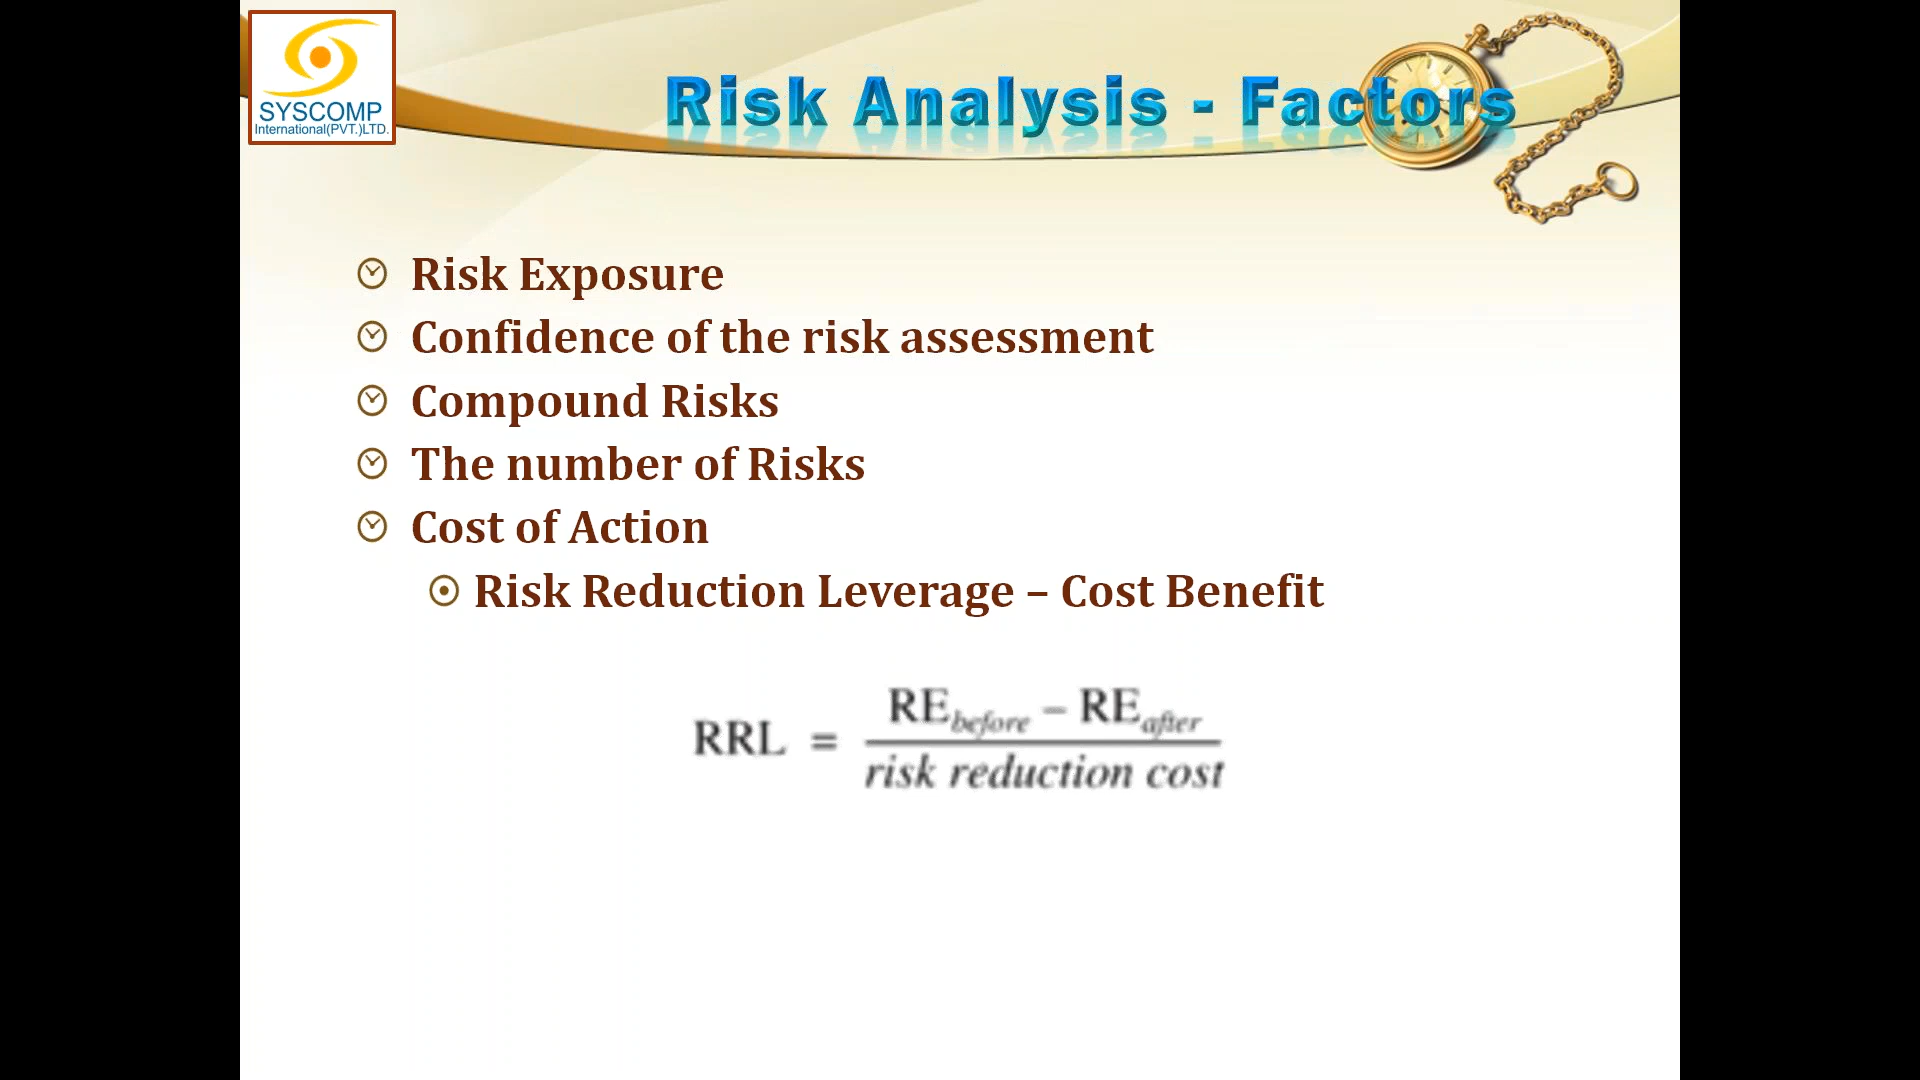 SYSCOMP
International(PVT.)LTD.
Risk Analysis - Factors
Risk Exposure
Confidence of the risk assessment
Compound Risks
The number of Risks
Cost of Action
Risk Reduction Leverage – Cost Benefit
RRL = (RE_before – RE_after) / risk reduction cost